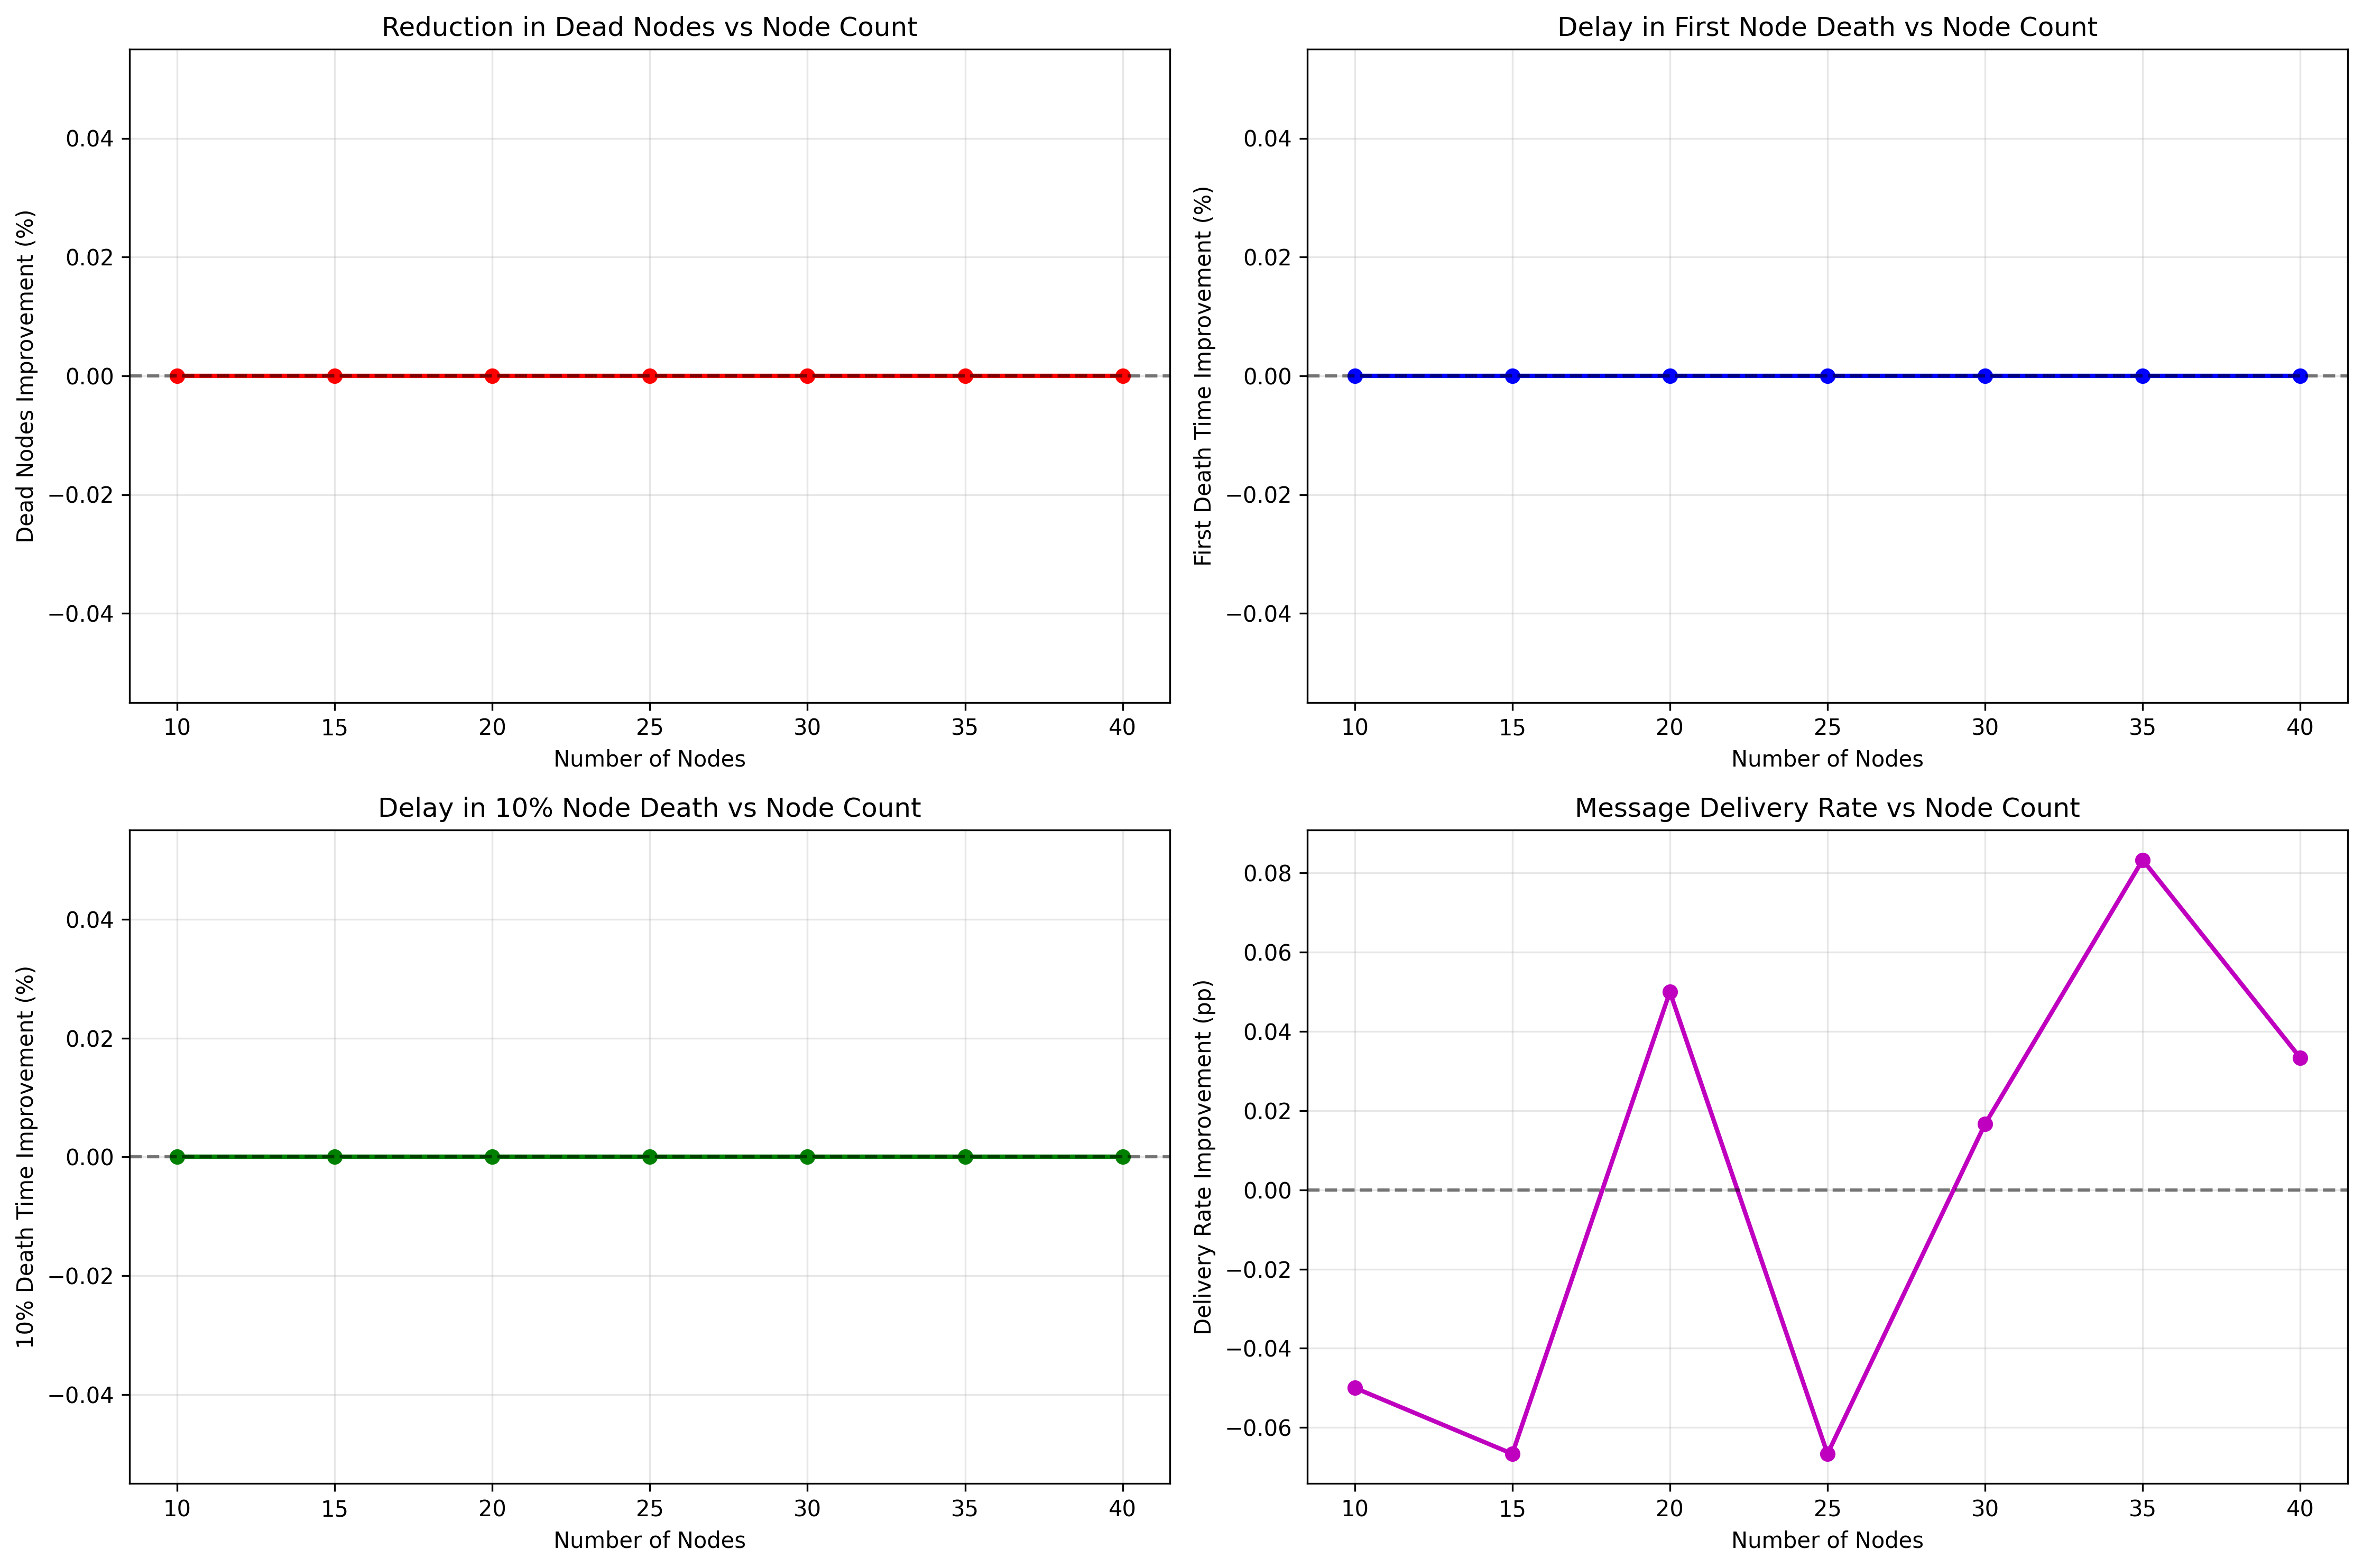 Reduction in Dead Nodes vs Node Count
Dead Nodes Improvement (%)
0.04
0.02
0.00
−0.02
−0.04
10 15 20 25 30 35 40
Number of Nodes
Delay in First Node Death vs Node Count
First Death Time Improvement (%)
0.04
0.02
0.00
−0.02
−0.04
10 15 20 25 30 35 40
Number of Nodes
Delay in 10% Node Death vs Node Count
10% Death Time Improvement (%)
0.04
0.02
0.00
−0.02
−0.04
10 15 20 25 30 35 40
Number of Nodes
Message Delivery Rate vs Node Count
Delivery Rate Improvement (pp)
0.08
0.06
0.04
0.02
0.00
−0.02
−0.04
−0.06
10 15 20 25 30 35 40
Number of Nodes